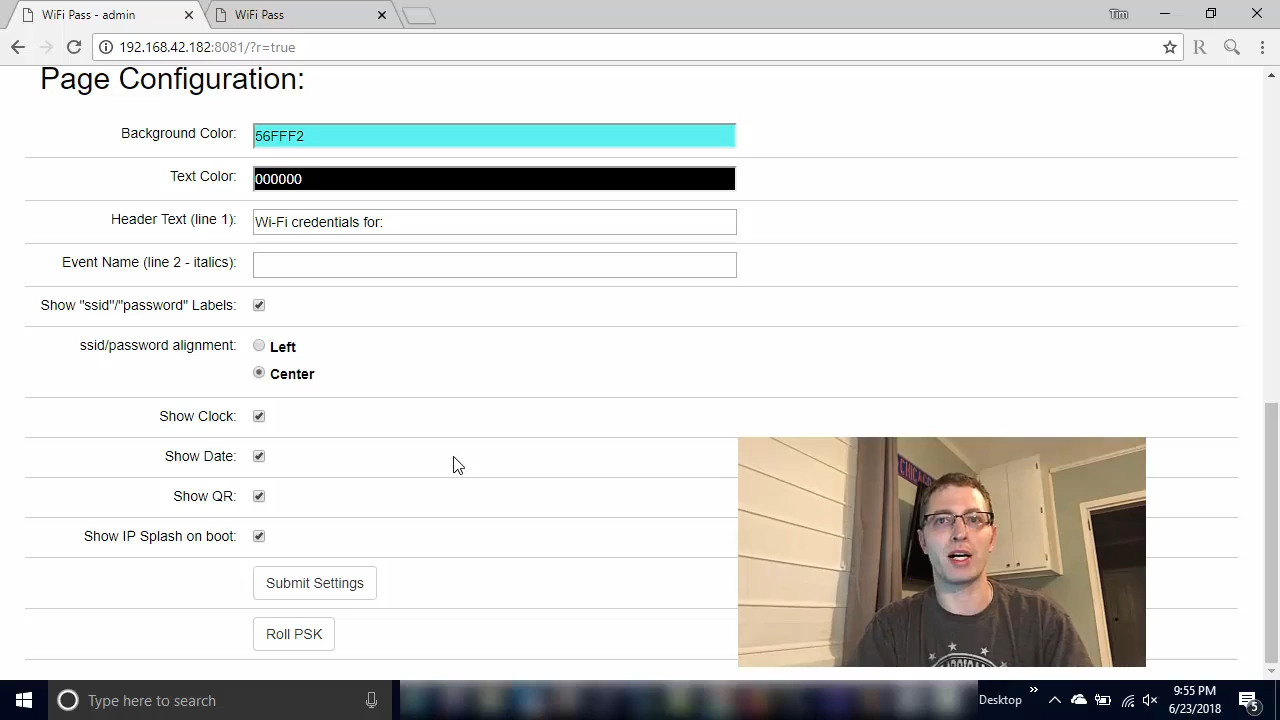 WiFi Pass - admin
WiFi Pass
Tim
192.168.42.182:8081/?r=true
Page Configuration:
Background Color:
56FFF2
Text Color:
000000
Header Text (line 1):
Wi-Fi credentials for:
Event Name (line 2 - italics):
Show "ssid"/"password" Labels:
ssid/password alignment:
Left
Center
Show Clock:
Show Date:
Show QR:
Show IP Splash on boot:
Submit Settings
Roll PSK
CHICAGO
Type here to search
Desktop
9:55 PM
6/23/2018
5